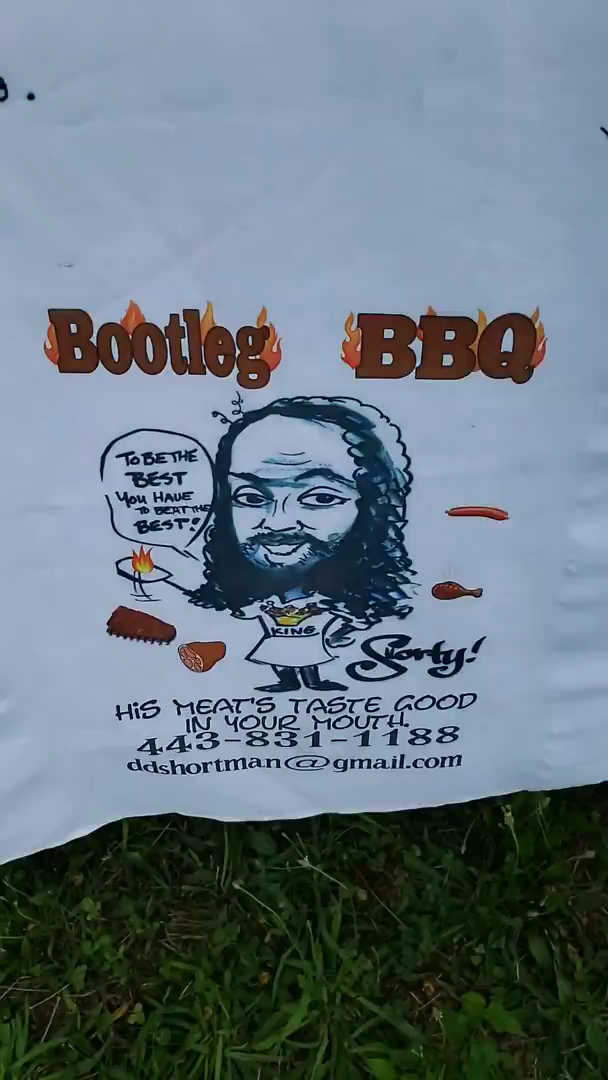 Bootleg BBQ
TO BE THE
BEST
YOU HAVE
TO BEAT THE
BEST!
KING
Shorty!
HIS MEAT'S TASTE GOOD
IN YOUR MOUTH.
443-831-1188
ddshortman@gmail.com